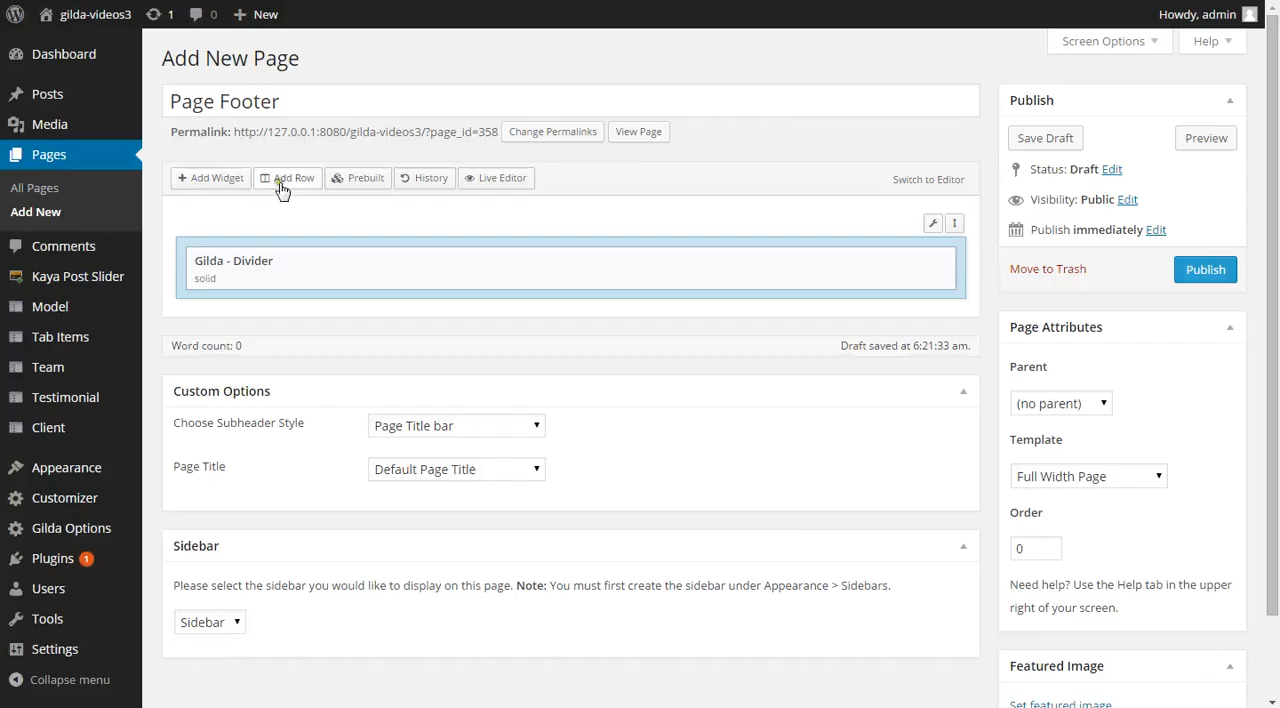 gilda-videos3 1 0 New Howdy, admin
Dashboard
Posts
Media
Pages
All Pages
Add New
Comments
Kaya Post Slider
Model
Tab Items
Team
Testimonial
Client
Appearance
Customizer
Gilda Options
Plugins 1
Users
Tools
Settings
Collapse menu
Screen Options Help
Add New Page
Page Footer
Permalink: http://127.0.0.1:8080/gilda-videos3/?page_id=358 Change Permalinks View Page
Add Widget Add Row Prebuilt History Live Editor Switch to Editor
Gilda - Divider
solid
Word count: 0 Draft saved at 6:21:33 am.
Custom Options
Choose Subheader Style Page Title bar
Page Title Default Page Title
Sidebar
Please select the sidebar you would like to display on this page. Note: You must first create the sidebar under Appearance > Sidebars.
Sidebar
Publish
Save Draft Preview
Status: Draft Edit
Visibility: Public Edit
Publish immediately Edit
Move to Trash Publish
Page Attributes
Parent
(no parent)
Template
Full Width Page
Order
0
Need help? Use the Help tab in the upper
right of your screen.
Featured Image
Set featured image